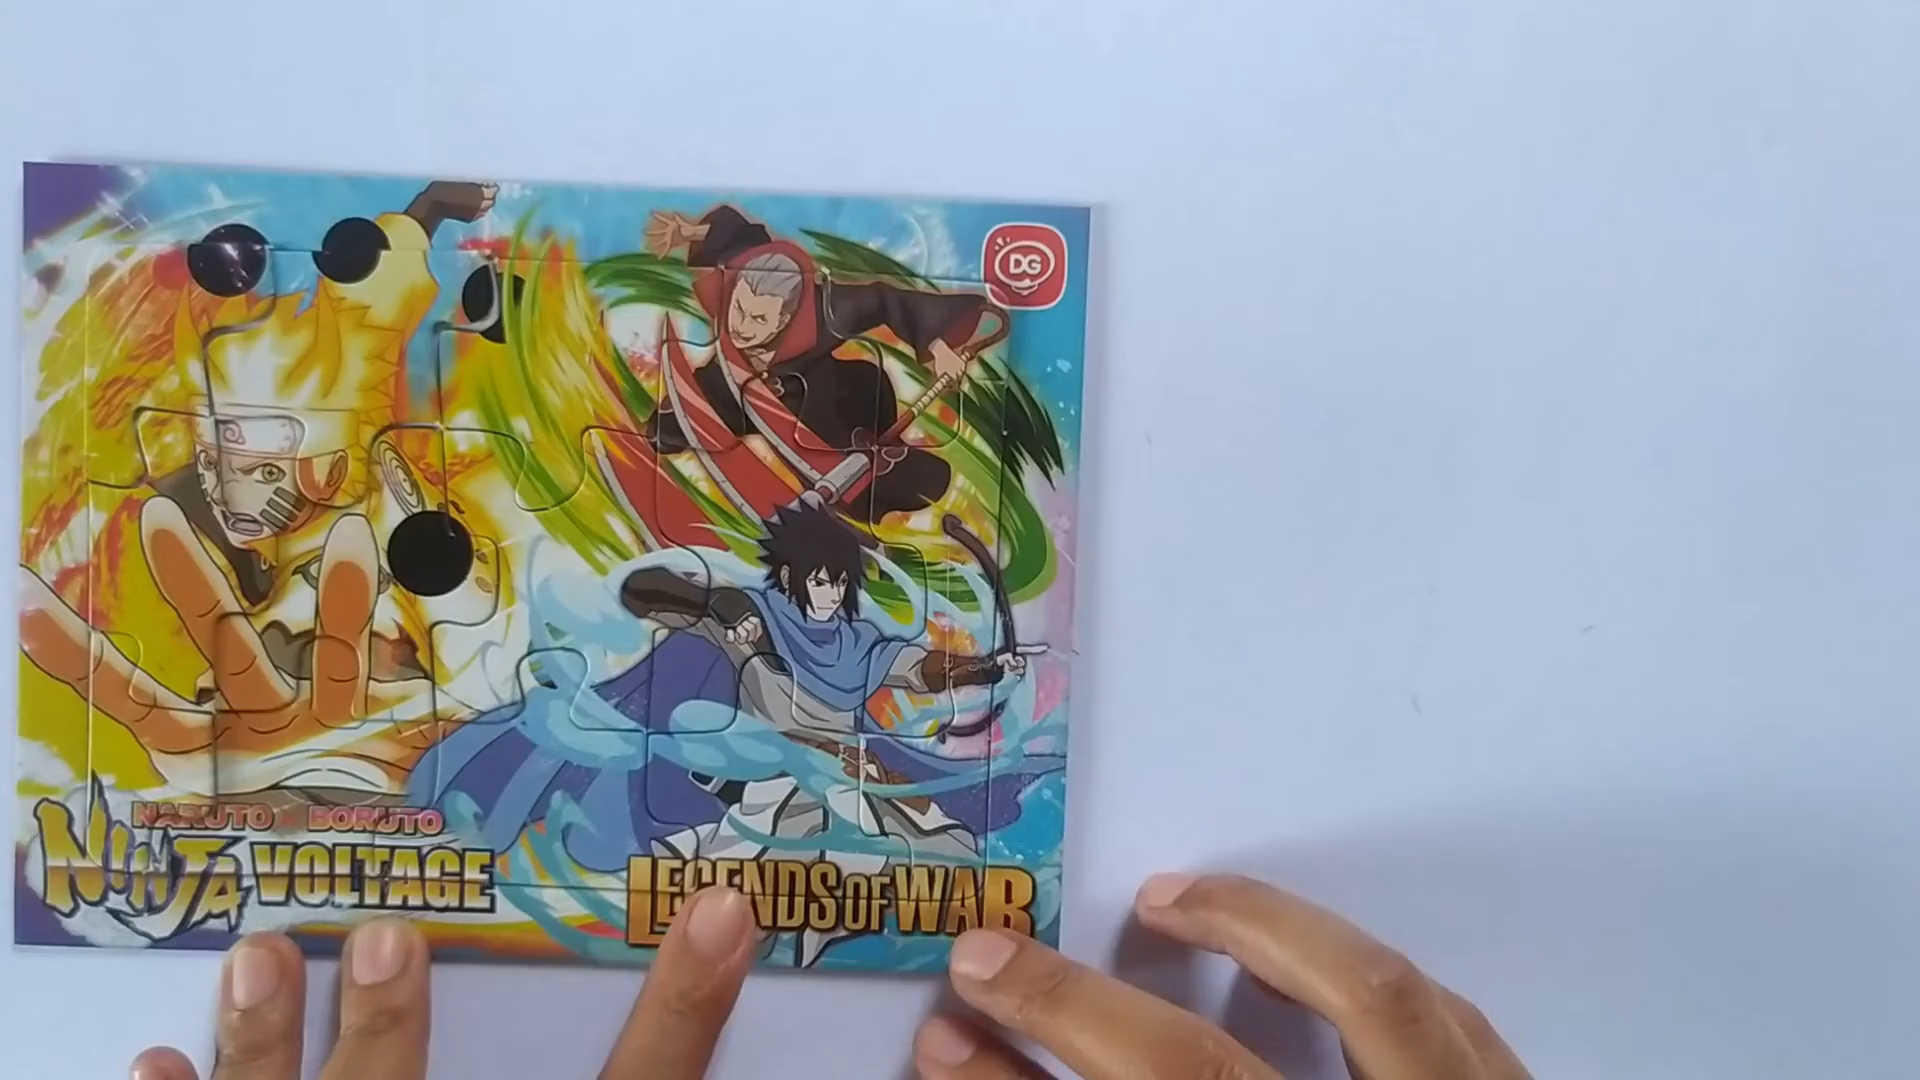 DG
NARUTO X BORUTO
NINJA VOLTAGE
LEGENDS OF WAR